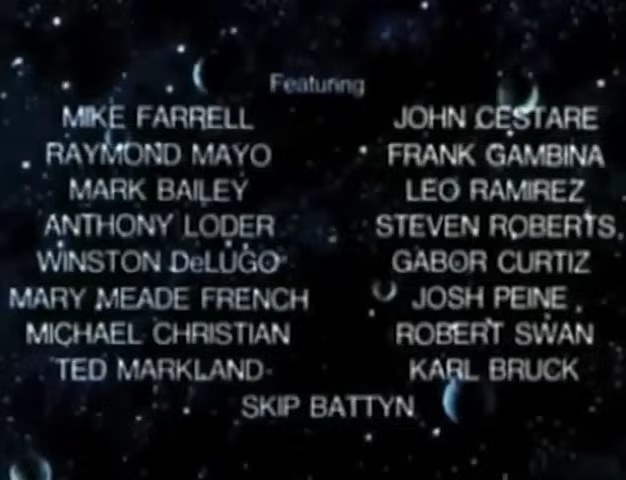 Featuring
MIKE FARRELL JOHN CESTARE
RAYMOND MAYO FRANK GAMBINA
MARK BAILEY LEO RAMIREZ
ANTHONY LODER STEVEN ROBERTS
WINSTON DeLUGO GABOR CURTIZ
MARY MEADE FRENCH JOSH PEINE
MICHAEL CHRISTIAN ROBERT SWAN
TED MARKLAND KARL BRUCK
SKIP BATTYN